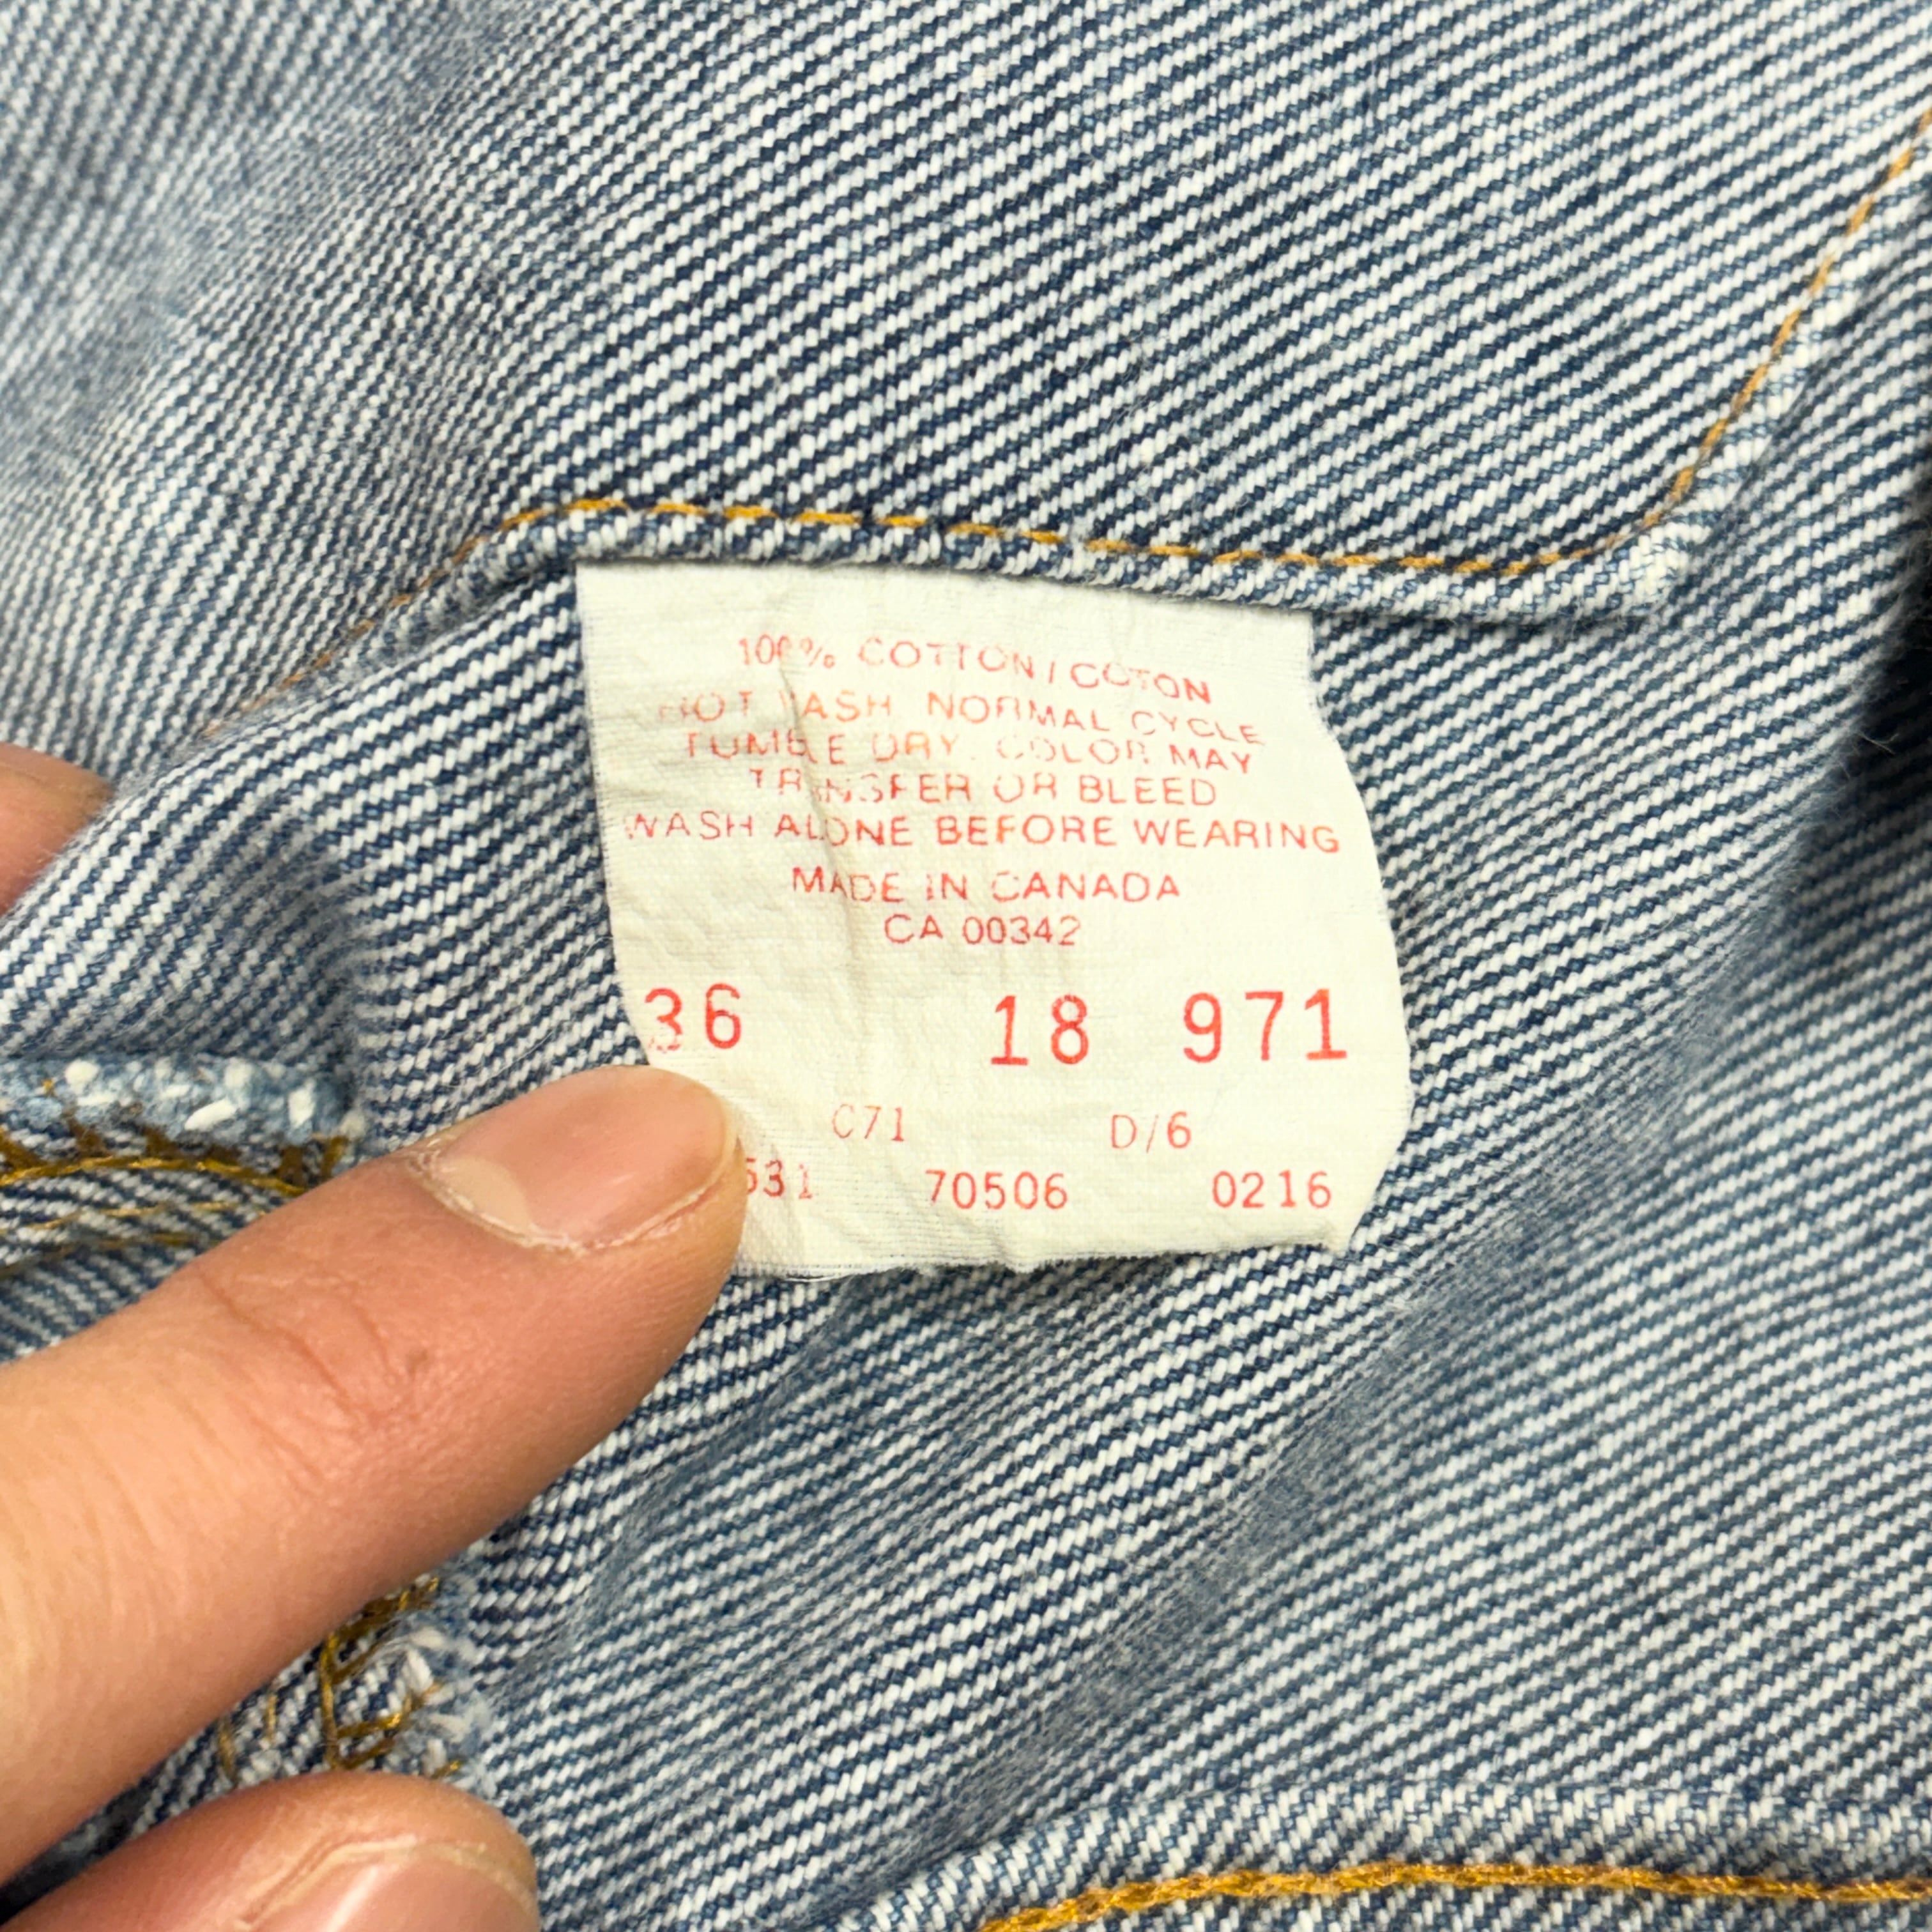 100% COTTON / COTON
HOT WASH NORMAL CYCLE
TUMBLE DRY. COLOR MAY
TRANSFER OR BLEED
WASH ALONE BEFORE WEARING
MADE IN CANADA
CA 00342
36 18 971
C71 D/6
531 70506 0216